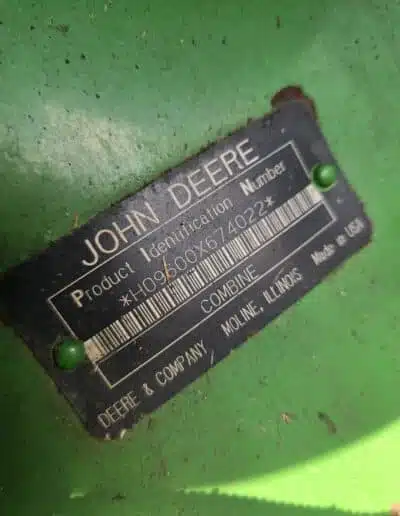 JOHN DEERE
Product Identification Number
*H09600X674022*
COMBINE
DEERE & COMPANY MOLINE, ILLINOIS Made in USA